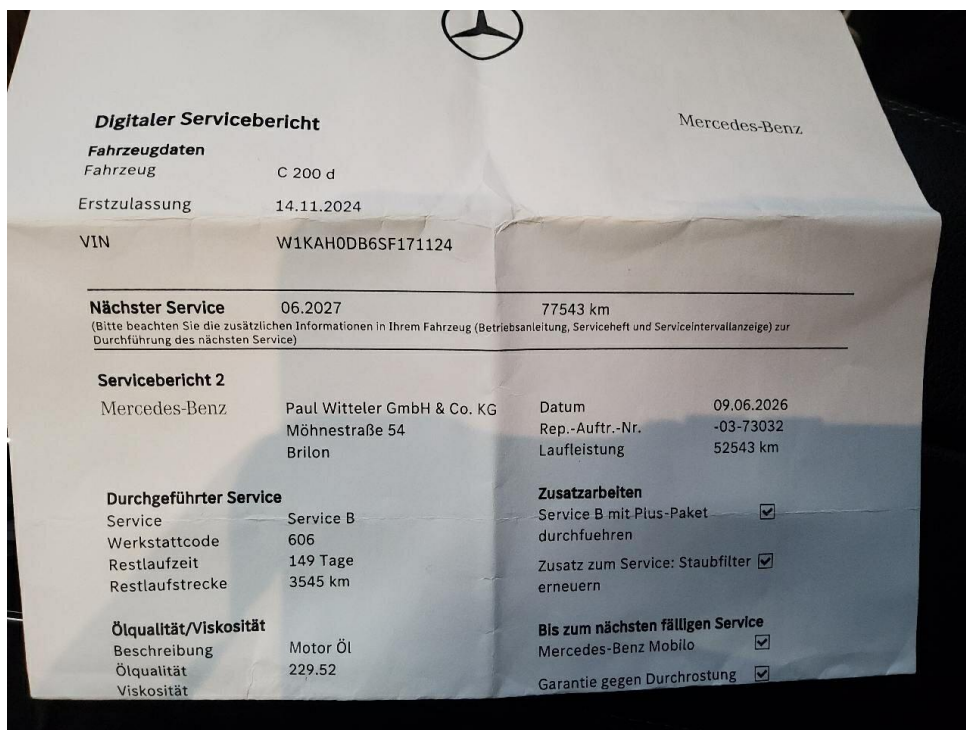 Digitaler Servicebericht
Mercedes-Benz
Fahrzeugdaten
Fahrzeug C 200 d
Erstzulassung 14.11.2024
VIN W1KAH0DB6SF171124
Nächster Service 06.2027 77543 km
(Bitte beachten Sie die zusätzlichen Informationen in Ihrem Fahrzeug (Betriebsanleitung, Serviceheft und Serviceintervallanzeige) zur
Durchführung des nächsten Service)
Servicebericht 2
Mercedes-Benz Paul Witteler GmbH & Co. KG
Möhnestraße 54
Brilon
Datum 09.06.2026
Rep.-Auftr.-Nr. -03-73032
Laufleistung 52543 km
Durchgeführter Service
Service Service B
Werkstattcode 606
Restlaufzeit 149 Tage
Restlaufstrecke 3545 km
Zusatzarbeiten
Service B mit Plus-Paket
durchfuehren
Zusatz zum Service: Staubfilter
erneuern
Ölqualität/Viskosität
Beschreibung Motor Öl
Ölqualität 229.52
Viskosität
Bis zum nächsten fälligen Service
Mercedes-Benz Mobilo
Garantie gegen Durchrostung